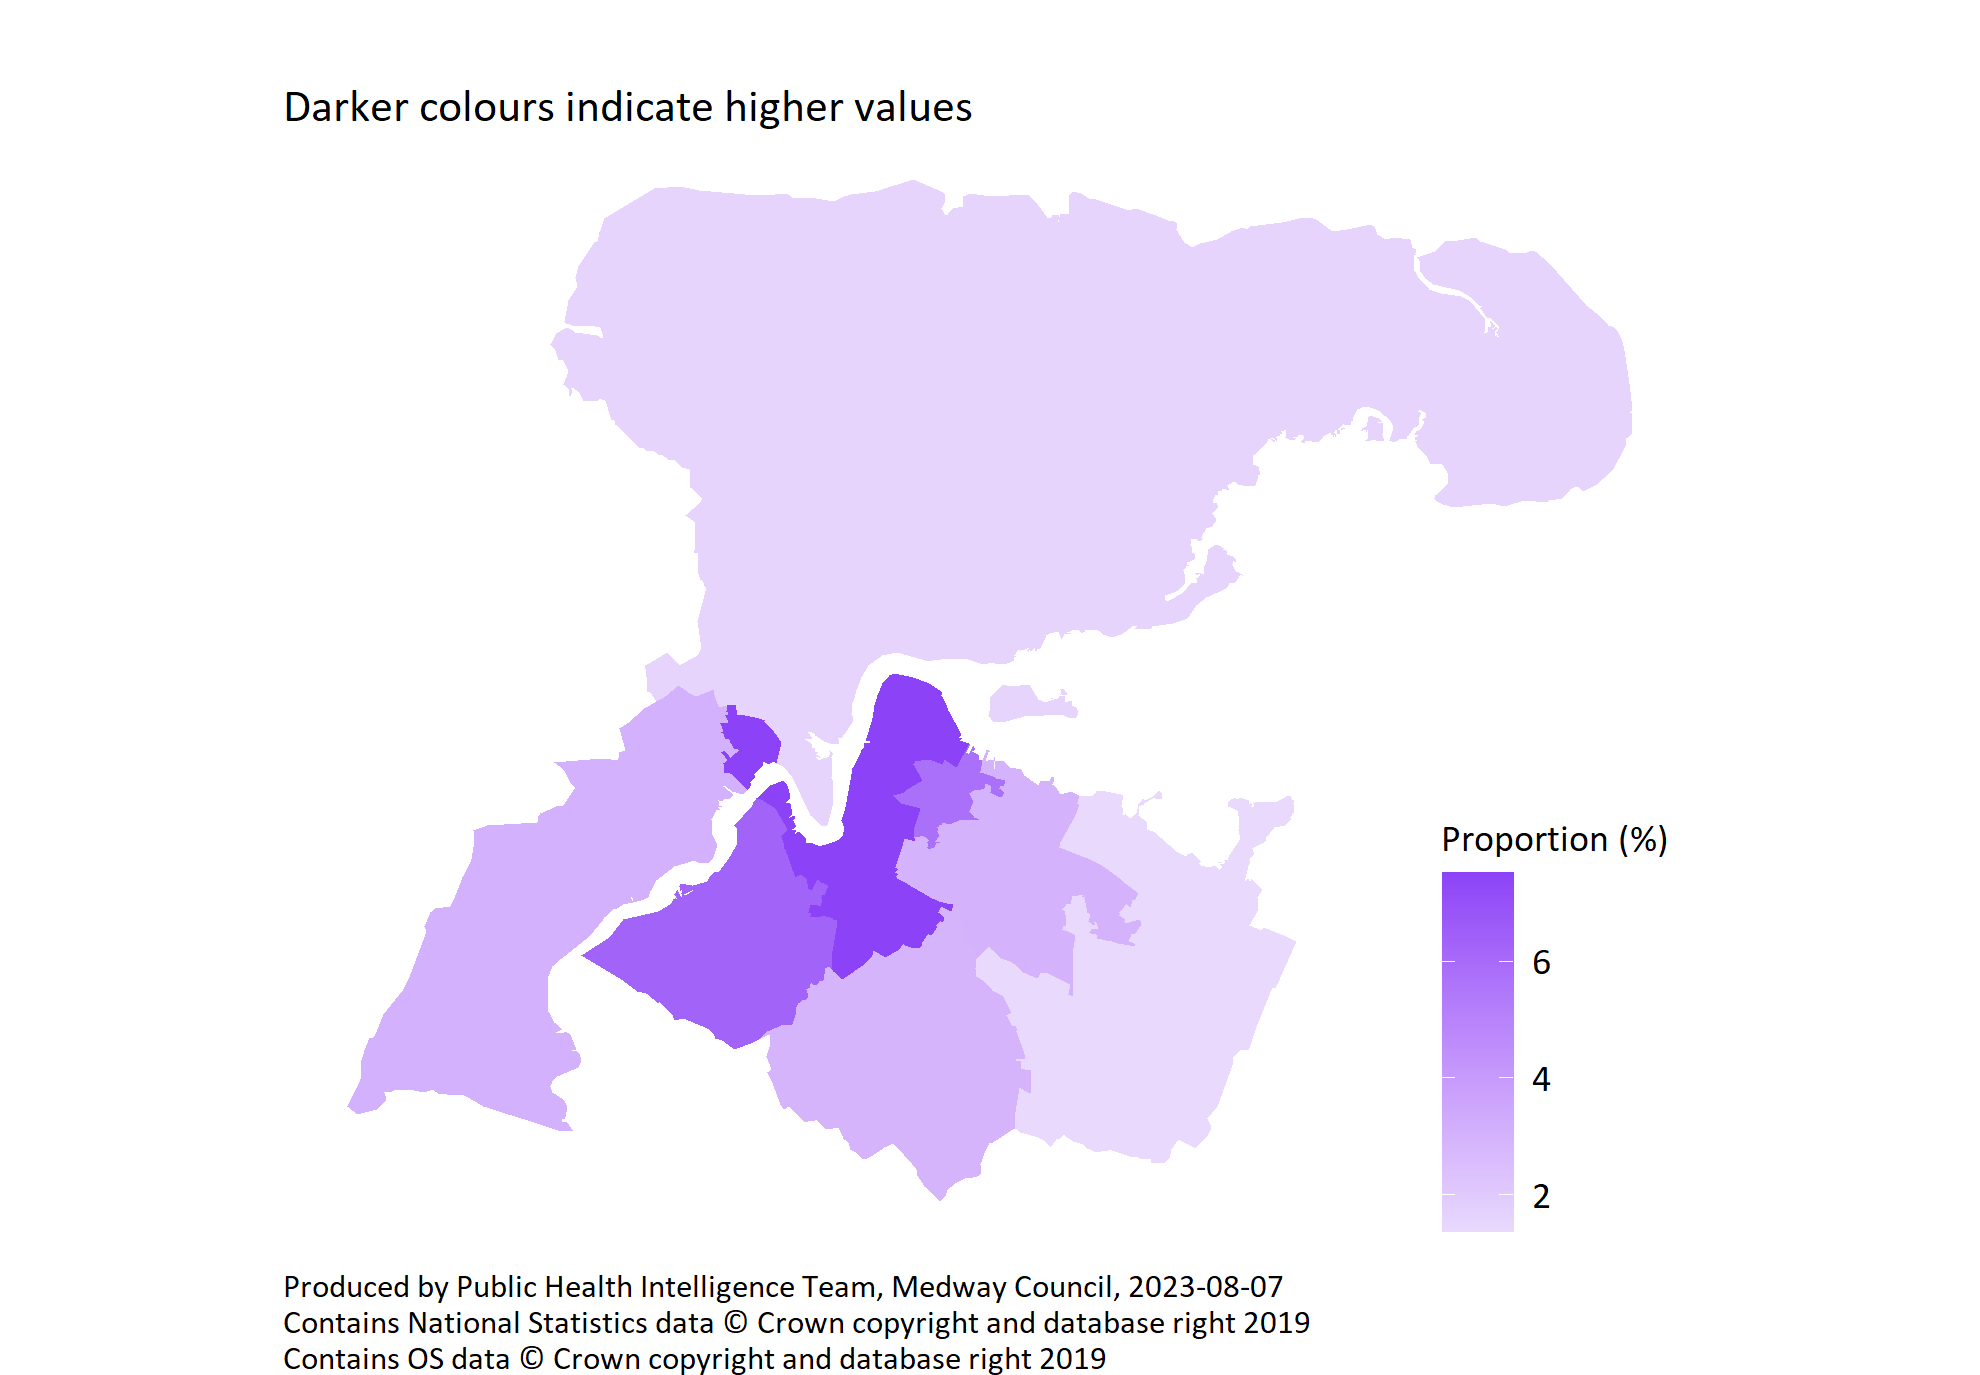 Darker colours indicate higher values
Proportion (%)
6
4
2
Produced by Public Health Intelligence Team, Medway Council, 2023-08-07
Contains National Statistics data © Crown copyright and database right 2019
Contains OS data © Crown copyright and database right 2019